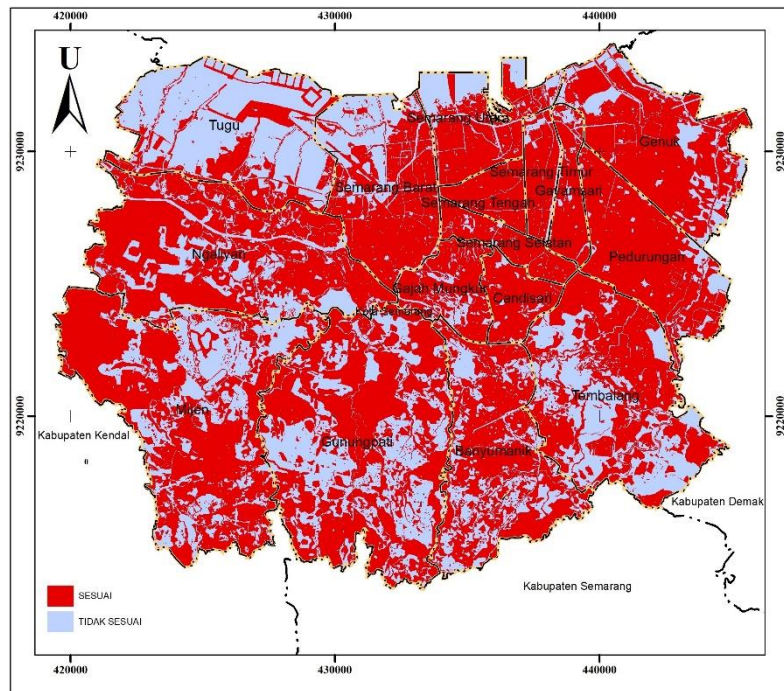 420000 430000 440000
U
9230000
9230000
9220000
9220000
Tugu
Semarang Utara
Genuk
Semarang Barat
Semarang Timur
Gayamsari
Semarang Tengah
Semarang Selatan
Ngaliyan
Pedurungan
Gajah Mungkur
Candisari
Kota Semarang
Mijen
Gunungpati
Tembalang
Banyumanik
Kabupaten Kendal
Kabupaten Demak
Kabupaten Semarang
SESUAI
TIDAK SESUAI
420000 430000 440000